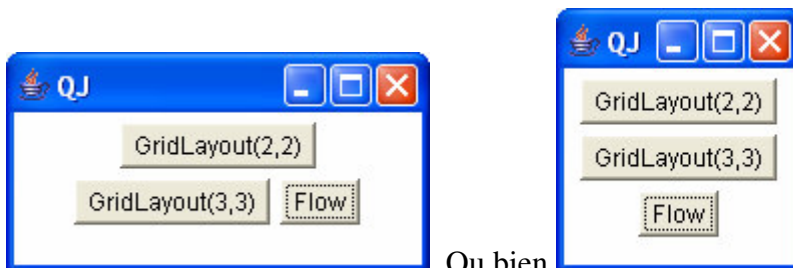 QJ
GridLayout(2,2)
GridLayout(3,3) Flow
Ou bien
QJ
GridLayout(2,2)
GridLayout(3,3)
Flow